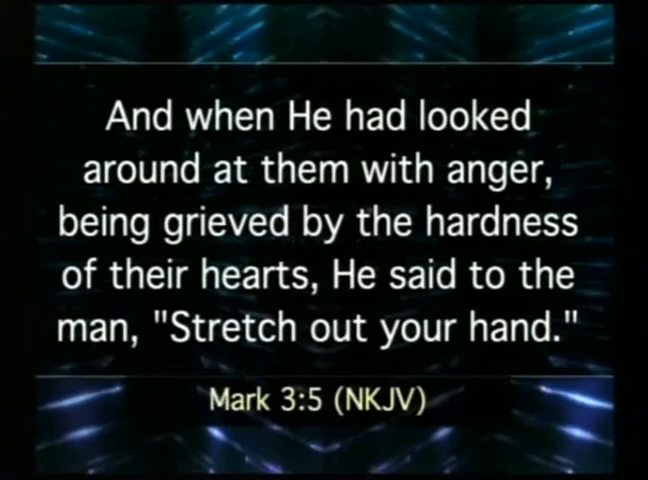 And when He had looked
around at them with anger,
being grieved by the hardness
of their hearts, He said to the
man, "Stretch out your hand."
Mark 3:5 (NKJV)